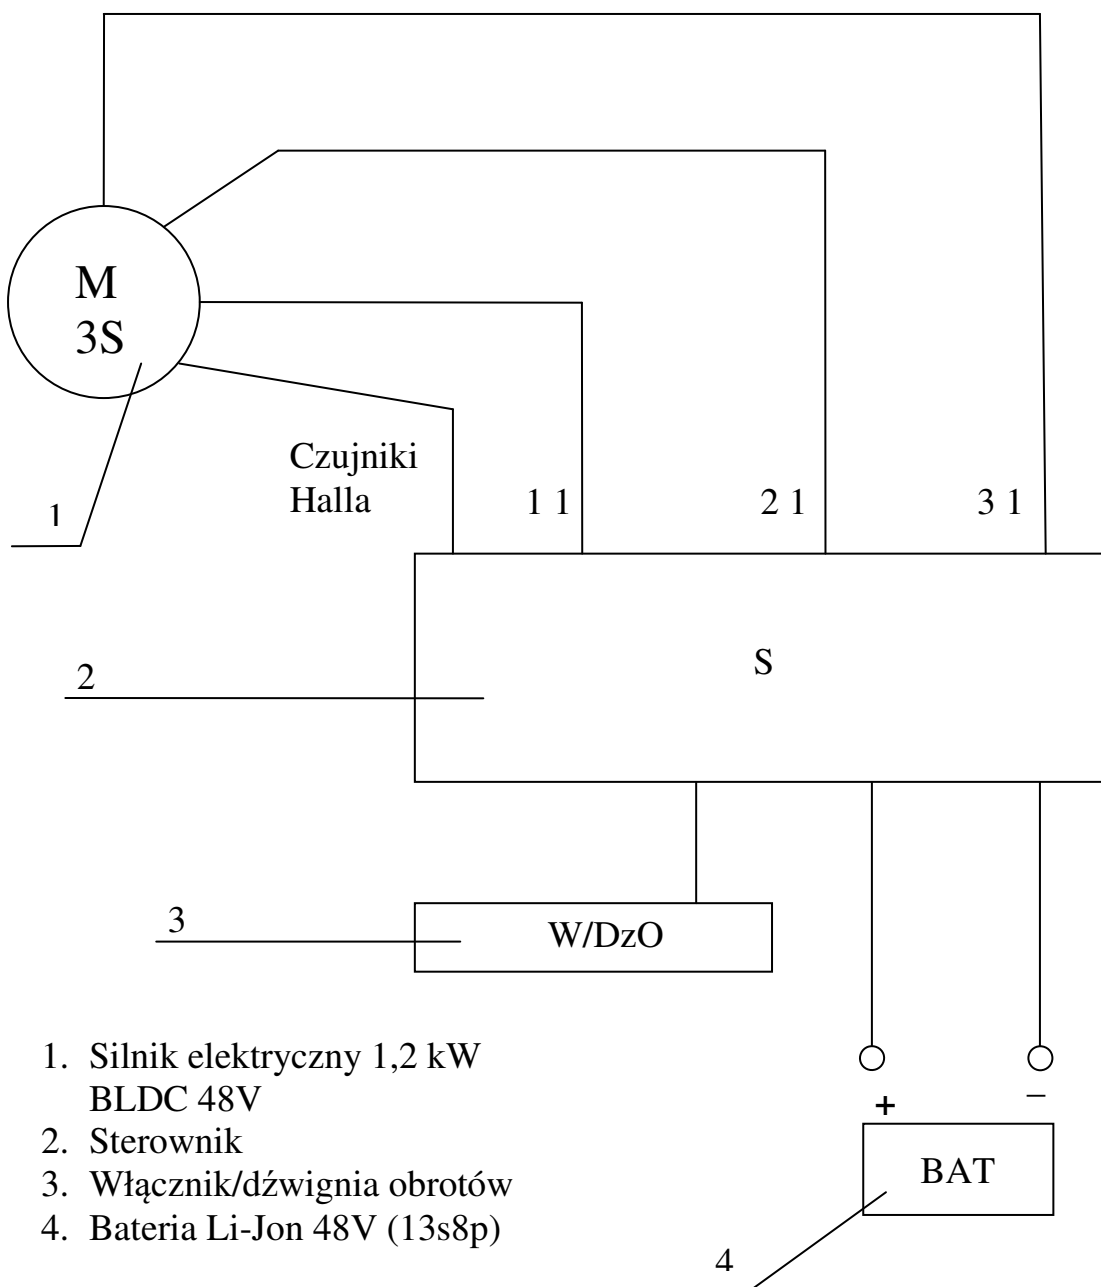 M
3S
Czujniki
Halla
1 1
2 1
3 1
1
S
2
3
W/DzO
1. Silnik elektryczny 1,2 kW
BLDC 48V
2. Sterownik
3. Włącznik/dźwignia obrotów
4. Bateria Li-Jon 48V (13s8p)
+
−
BAT
4